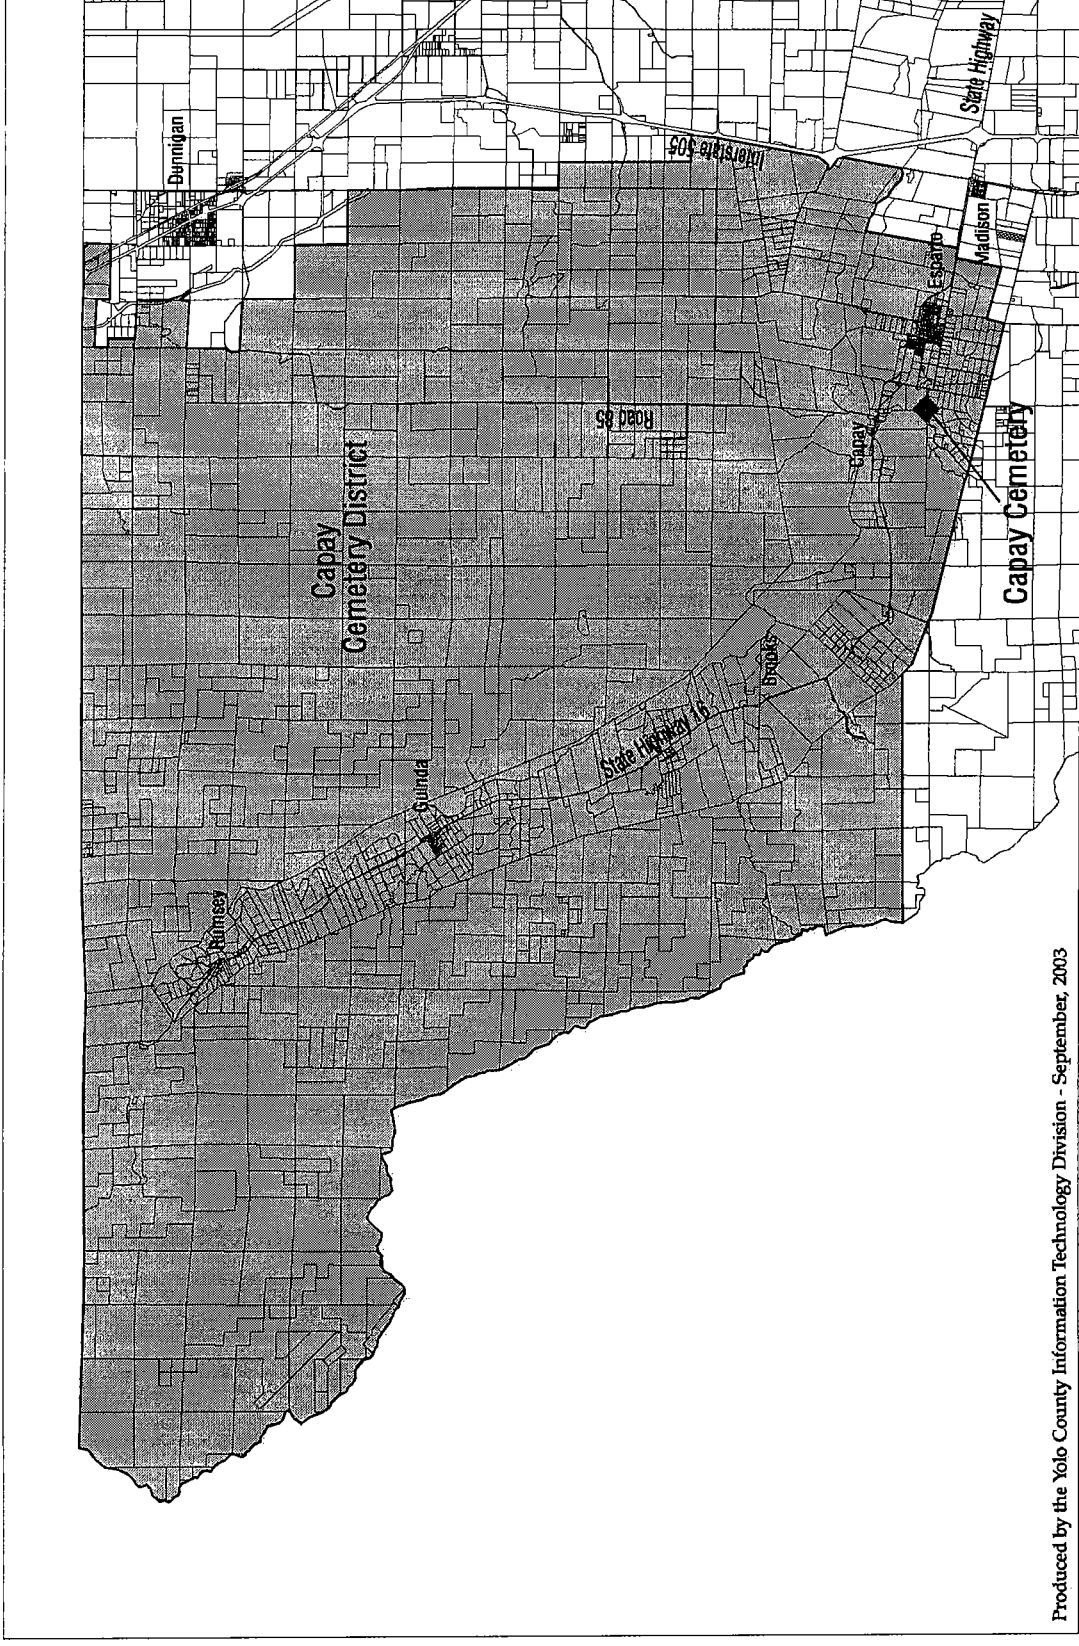 Dunnigan
State Highway
Interstate 505
Madison
Esparto
Road 85
Capay
Capay
Cemetery District
Capay Cemetery
Brooks
State Highway 16
Guinda
Rumsey
Produced by the Yolo County Information Technology Division - September, 2003